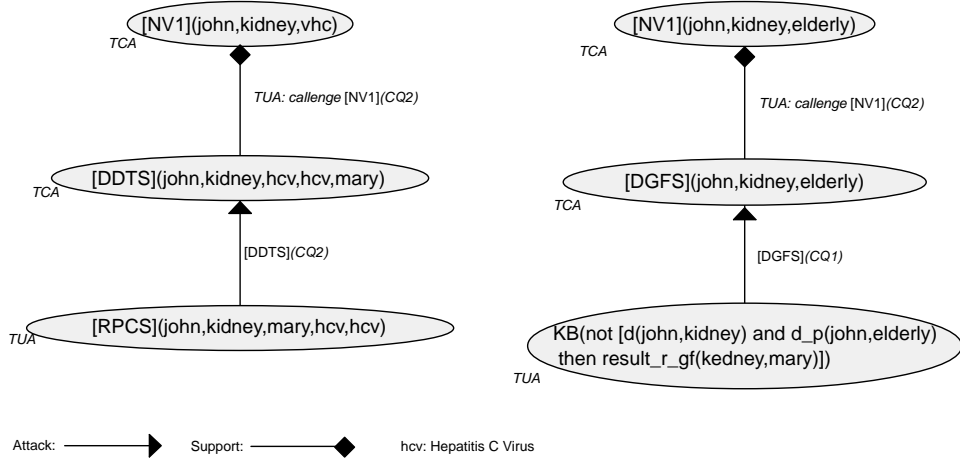 [NV1](john,kidney,vhc)
TCA
TUA: callenge [NV1](CQ2)
[DDTS](john,kidney,hcv,hcv,mary)
TCA
[DDTS](CQ2)
[RPCS](john,kidney,mary,hcv,hcv)
TUA
[NV1](john,kidney,elderly)
TCA
TUA: callenge [NV1](CQ2)
[DGFS](john,kidney,elderly)
TCA
[DGFS](CQ1)
KB(not [d(john,kidney) and d_p(john,elderly)
then result_r_gf(kedney,mary)])
TUA
Attack:
Support:
hcv: Hepatitis C Virus